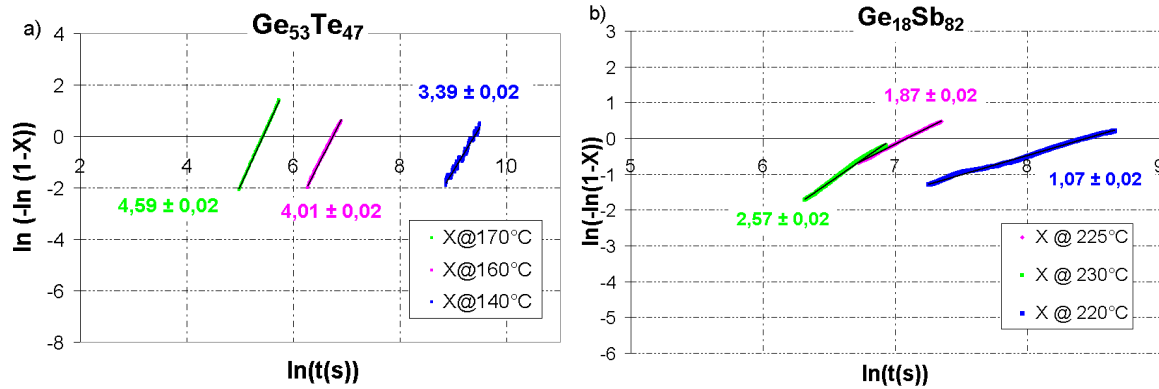 a)
Ge₅₃Te₄₇
ln (-ln (1-X))
4
2
0
-2
-4
-6
-8
2
4
6
8
10
3,39 ± 0,02
4,59 ± 0,02
4,01 ± 0,02
X@170°C
X@160°C
X@140°C
ln(t(s))
b)
Ge₁₈Sb₈₂
ln(-ln(1-X))
3
2
1
0
-1
-2
-3
-4
-5
-6
5
6
7
8
9
1,87 ± 0,02
1,07 ± 0,02
2,57 ± 0,02
X @ 225°C
X @ 230°C
X @ 220°C
ln(t(s))